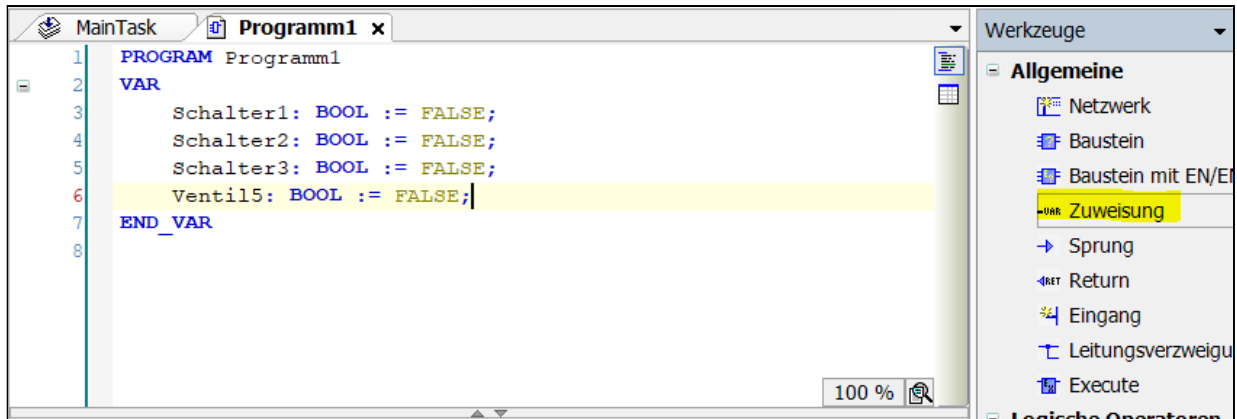 MainTask
Programm1
Werkzeuge
1 PROGRAM Programm1
2 VAR
3 Schalter1: BOOL := FALSE;
4 Schalter2: BOOL := FALSE;
5 Schalter3: BOOL := FALSE;
6 Ventil5: BOOL := FALSE;
7 END_VAR
8
100 %
Allgemeine
Netzwerk
Baustein
Baustein mit EN/E
VAR Zuweisung
Sprung
RET Return
Eingang
Leitungsverzweigu
Execute
Logische Operatoren